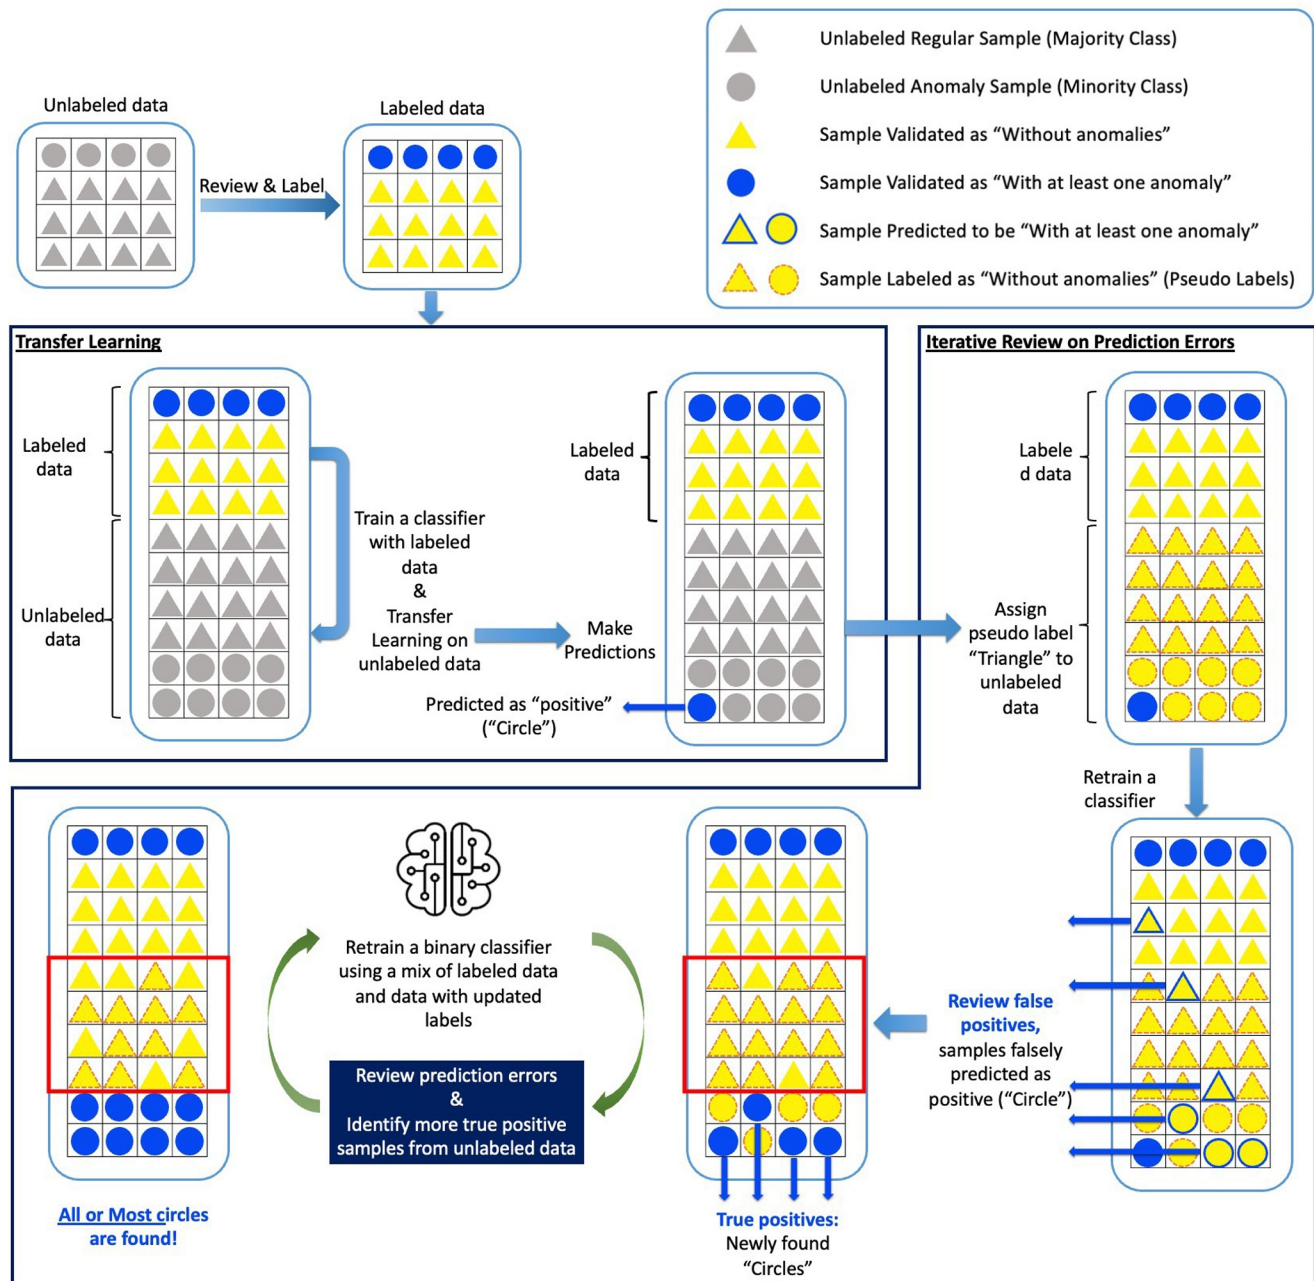 Unlabeled Regular Sample (Majority Class)
Unlabeled Anomaly Sample (Minority Class)
Sample Validated as “Without anomalies”
Sample Validated as “With at least one anomaly”
Sample Predicted to be “With at least one anomaly”
Sample Labeled as “Without anomalies” (Pseudo Labels)
Unlabeled data
Labeled data
Review & Label
Transfer Learning
Labeled
data
Unlabeled
data
Train a classifier
with labeled
data
&
Transfer
Learning on
unlabeled data
Make
Predictions
Labeled
data
Predicted as “positive”
(“Circle”)
Iterative Review on Prediction Errors
Labele
d data
Assign
pseudo label
“Triangle” to
unlabeled
data
Retrain a
classifier
Review false
positives,
samples falsely
predicted as
positive (“Circle”)
True positives:
Newly found
“Circles”
Retrain a binary classifier
using a mix of labeled data
and data with updated
labels
Review prediction errors
&
Identify more true positive
samples from unlabeled data
All or Most circles
are found!